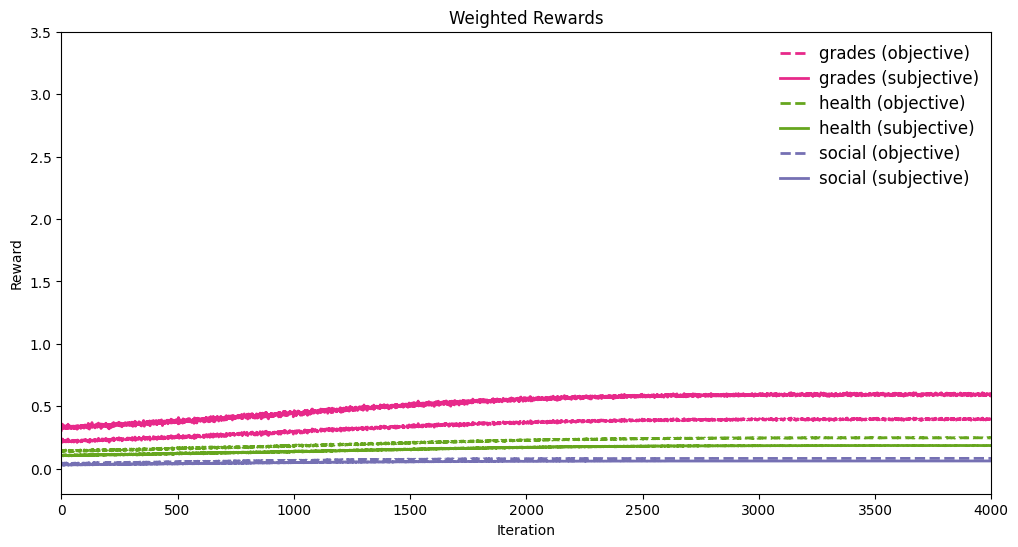 Weighted Rewards
3.5
3.0
2.5
2.0
1.5
1.0
0.5
0.0
Reward
grades (objective)
grades (subjective)
health (objective)
health (subjective)
social (objective)
social (subjective)
0 500 1000 1500 2000 2500 3000 3500 4000
Iteration